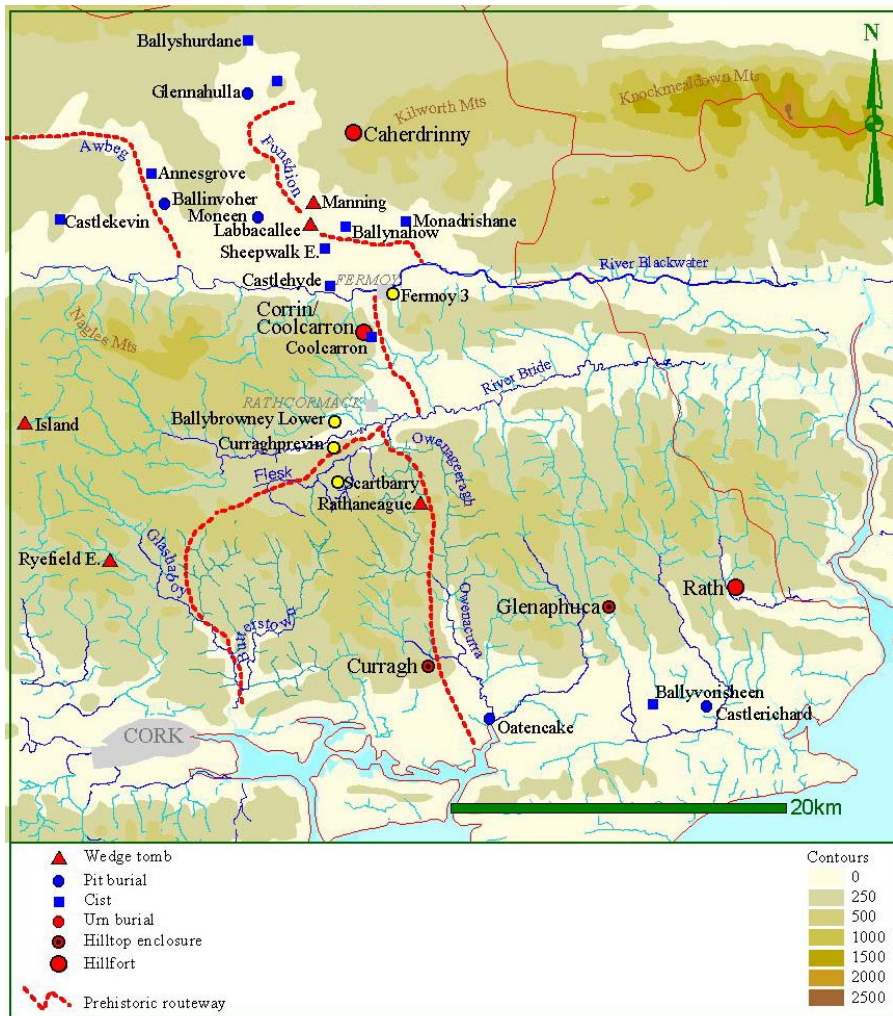 Ballyshurdane
N
Glennahulla
Kilworth Mts
Knockmealdown Mts
Caherdrinny
Awbeg
Funshion
Annesgrove
Ballinvoher
Manning
Moneen
Castlekevin
Labbacallee
Monadrishane
Ballynahow
Sheepwalk E.
River Blackwater
Castlehyde
FERMOY
Fermoy 3
Corrin/
Coolcarron
Coolcarron
Nagles Mts
River Bride
RATHCORMACK
Ballybrowney Lower
Island
Curraghprevin
Owenageeragh
Flesk
Scartbarry
Rathaneague
Ryefield E.
Glashaboy
Rath
Glenaphuca
Butlerstown
Owenacurra
Curragh
Ballyvorisheen
Castlerichard
Oatencake
CORK
20km
Wedge tomb
Pit burial
Cist
Urn burial
Hilltop enclosure
Hillfort
Prehistoric routeway
Contours
0
250
500
1000
1500
2000
2500